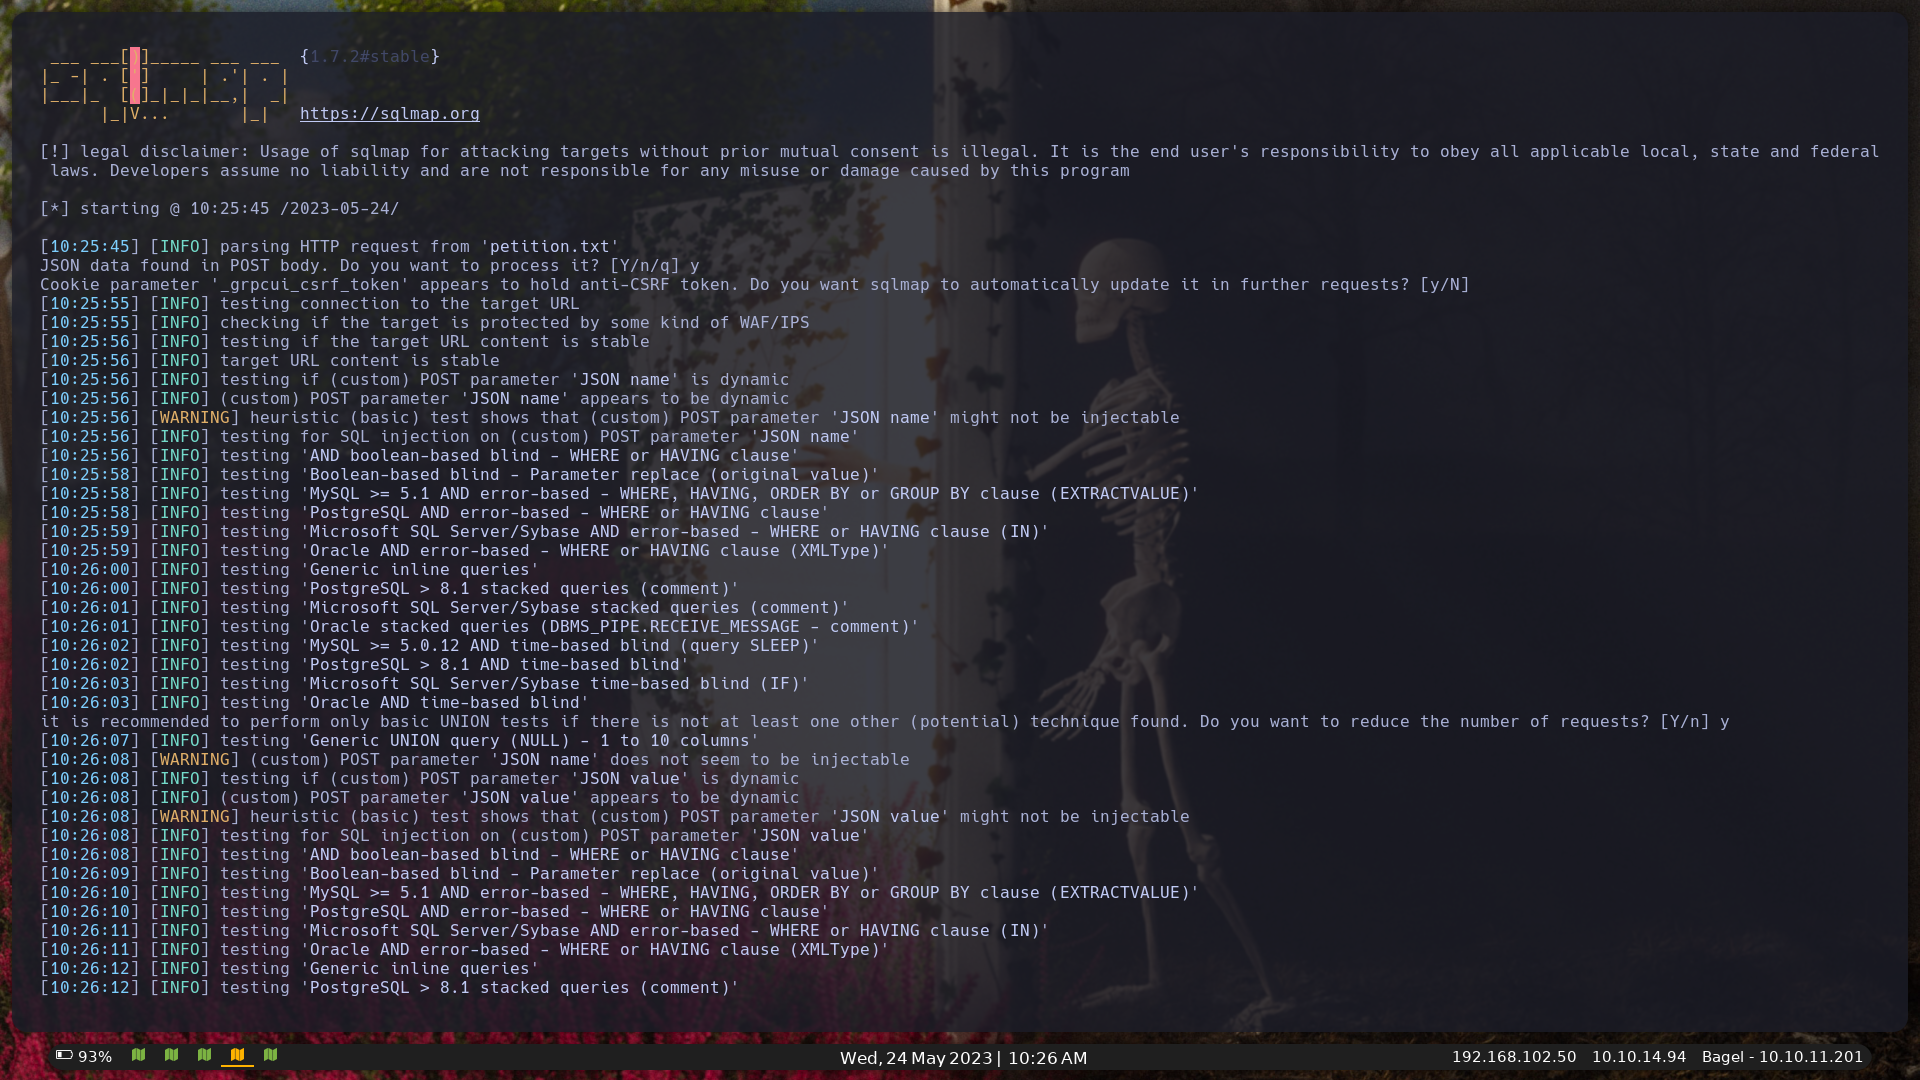 ___ ___[)]_____ ___ ___  {1.7.2#stable}
|_ -| . [']     | .'| . |
|___|_  [(]_|_|_|__,|  _|
      |_|V...       |_|   https://sqlmap.org
[!] legal disclaimer: Usage of sqlmap for attacking targets without prior mutual consent is illegal. It is the end user's responsibility to obey all applicable local, state and federal
 laws. Developers assume no liability and are not responsible for any misuse or damage caused by this program
[*] starting @ 10:25:45 /2023-05-24/
[10:25:45] [INFO] parsing HTTP request from 'petition.txt'
JSON data found in POST body. Do you want to process it? [Y/n/q] y
Cookie parameter '_grpcui_csrf_token' appears to hold anti-CSRF token. Do you want sqlmap to automatically update it in further requests? [y/N]
[10:25:55] [INFO] testing connection to the target URL
[10:25:55] [INFO] checking if the target is protected by some kind of WAF/IPS
[10:25:56] [INFO] testing if the target URL content is stable
[10:25:56] [INFO] target URL content is stable
[10:25:56] [INFO] testing if (custom) POST parameter 'JSON name' is dynamic
[10:25:56] [INFO] (custom) POST parameter 'JSON name' appears to be dynamic
[10:25:56] [WARNING] heuristic (basic) test shows that (custom) POST parameter 'JSON name' might not be injectable
[10:25:56] [INFO] testing for SQL injection on (custom) POST parameter 'JSON name'
[10:25:56] [INFO] testing 'AND boolean-based blind - WHERE or HAVING clause'
[10:25:58] [INFO] testing 'Boolean-based blind - Parameter replace (original value)'
[10:25:58] [INFO] testing 'MySQL >= 5.1 AND error-based - WHERE, HAVING, ORDER BY or GROUP BY clause (EXTRACTVALUE)'
[10:25:58] [INFO] testing 'PostgreSQL AND error-based - WHERE or HAVING clause'
[10:25:59] [INFO] testing 'Microsoft SQL Server/Sybase AND error-based - WHERE or HAVING clause (IN)'
[10:25:59] [INFO] testing 'Oracle AND error-based - WHERE or HAVING clause (XMLType)'
[10:26:00] [INFO] testing 'Generic inline queries'
[10:26:00] [INFO] testing 'PostgreSQL > 8.1 stacked queries (comment)'
[10:26:01] [INFO] testing 'Microsoft SQL Server/Sybase stacked queries (comment)'
[10:26:01] [INFO] testing 'Oracle stacked queries (DBMS_PIPE.RECEIVE_MESSAGE - comment)'
[10:26:02] [INFO] testing 'MySQL >= 5.0.12 AND time-based blind (query SLEEP)'
[10:26:02] [INFO] testing 'PostgreSQL > 8.1 AND time-based blind'
[10:26:03] [INFO] testing 'Microsoft SQL Server/Sybase time-based blind (IF)'
[10:26:03] [INFO] testing 'Oracle AND time-based blind'
it is recommended to perform only basic UNION tests if there is not at least one other (potential) technique found. Do you want to reduce the number of requests? [Y/n] y
[10:26:07] [INFO] testing 'Generic UNION query (NULL) - 1 to 10 columns'
[10:26:08] [WARNING] (custom) POST parameter 'JSON name' does not seem to be injectable
[10:26:08] [INFO] testing if (custom) POST parameter 'JSON value' is dynamic
[10:26:08] [INFO] (custom) POST parameter 'JSON value' appears to be dynamic
[10:26:08] [WARNING] heuristic (basic) test shows that (custom) POST parameter 'JSON value' might not be injectable
[10:26:08] [INFO] testing for SQL injection on (custom) POST parameter 'JSON value'
[10:26:08] [INFO] testing 'AND boolean-based blind - WHERE or HAVING clause'
[10:26:09] [INFO] testing 'Boolean-based blind - Parameter replace (original value)'
[10:26:10] [INFO] testing 'MySQL >= 5.1 AND error-based - WHERE, HAVING, ORDER BY or GROUP BY clause (EXTRACTVALUE)'
[10:26:10] [INFO] testing 'PostgreSQL AND error-based - WHERE or HAVING clause'
[10:26:11] [INFO] testing 'Microsoft SQL Server/Sybase AND error-based - WHERE or HAVING clause (IN)'
[10:26:11] [INFO] testing 'Oracle AND error-based - WHERE or HAVING clause (XMLType)'
[10:26:12] [INFO] testing 'Generic inline queries'
[10:26:12] [INFO] testing 'PostgreSQL > 8.1 stacked queries (comment)'
93% Wed, 24 May 2023 | 10:26 AM 192.168.102.50 10.10.14.94 Bagel - 10.10.11.201